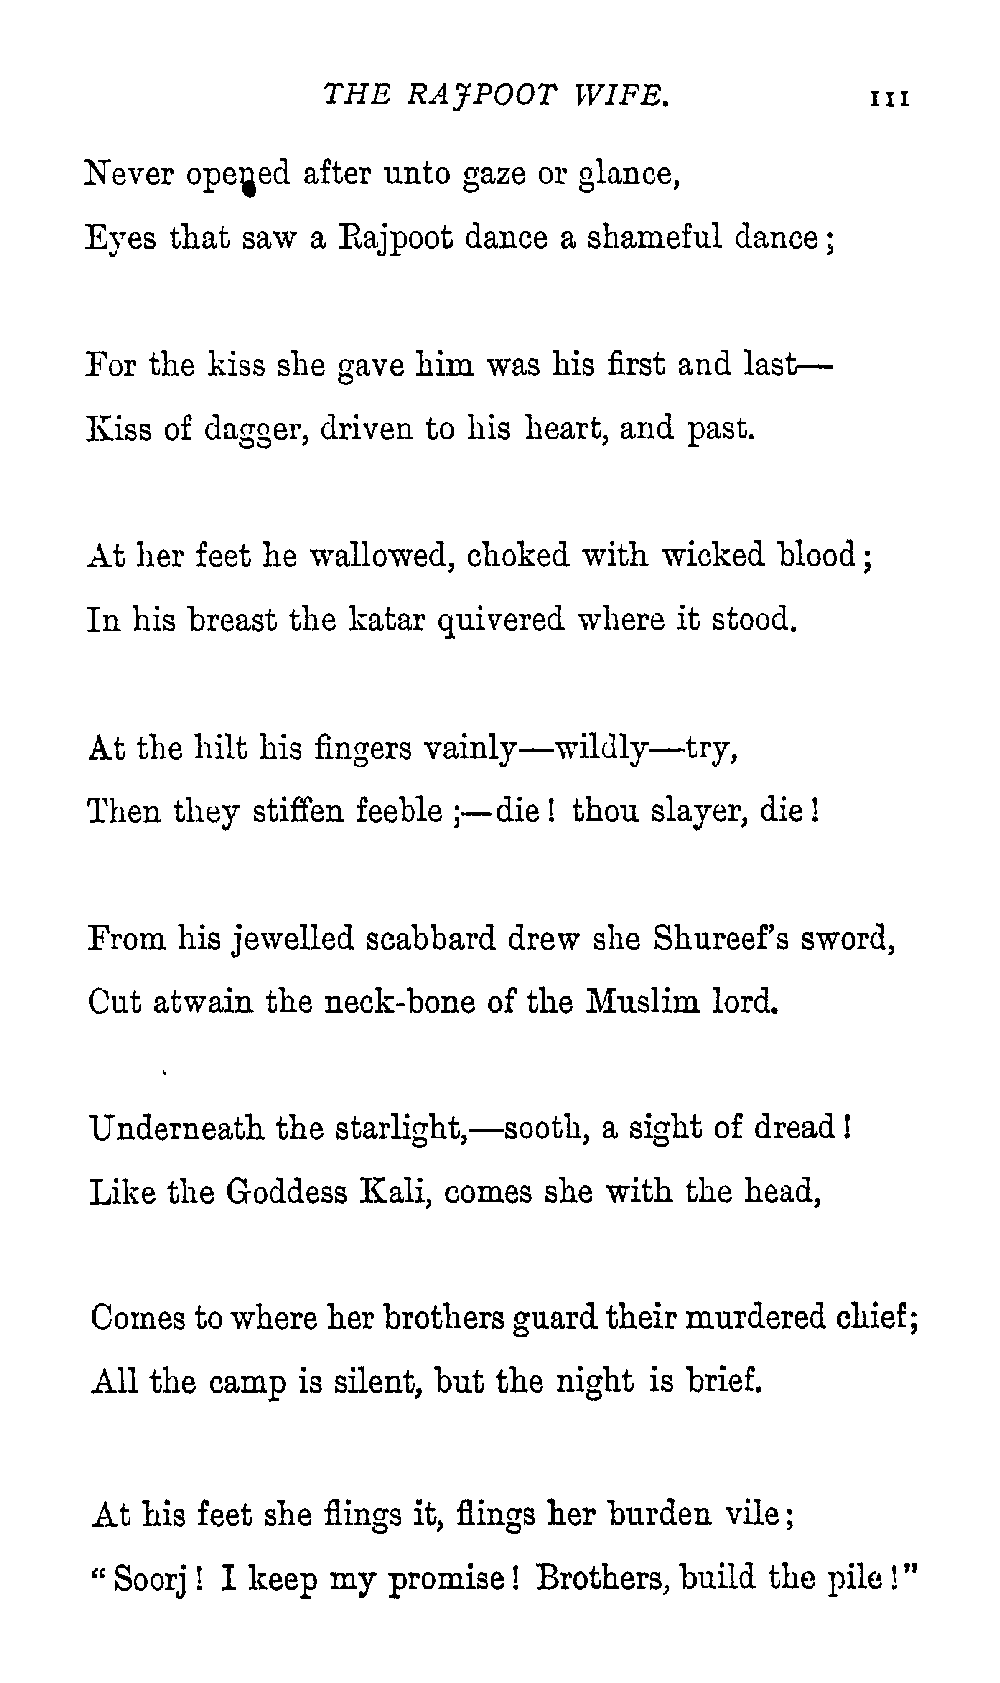 THE RAJPOOT WIFE. 111
Never opened after unto gaze or glance,
Eyes that saw a Rajpoot dance a shameful dance;
For the kiss she gave him was his first and last—
Kiss of dagger, driven to his heart, and past.
At her feet he wallowed, choked with wicked blood;
In his breast the katar quivered where it stood.
At the hilt his fingers vainly—wildly—try,
Then they stiffen feeble;—die! thou slayer, die!
From his jewelled scabbard drew she Shureef's sword,
Cut atwain the neck-bone of the Muslim lord.
Underneath the starlight,—sooth, a sight of dread!
Like the Goddess Kali, comes she with the head,
Comes to where her brothers guard their murdered chief;
All the camp is silent, but the night is brief.
At his feet she flings it, flings her burden vile;
"Soorj! I keep my promise! Brothers, build the pile!"